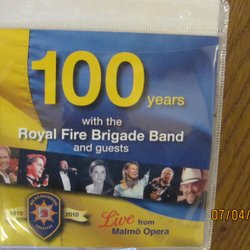 100 years
with the
Royal Fire Brigade Band
and guests
1910
2010
Live from
Malmö Opera
07/04/